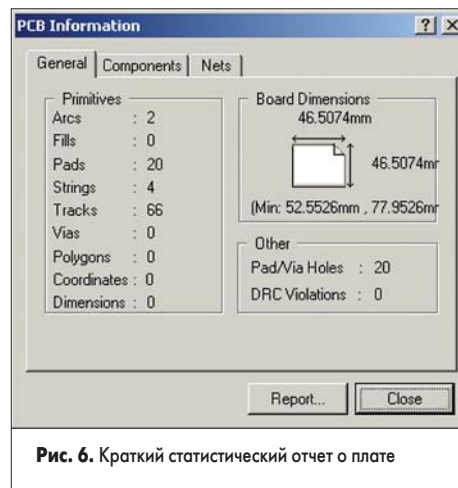 PCB Information
General Components Nets
Primitives
Arcs : 2
Fills : 0
Pads : 20
Strings : 4
Tracks : 66
Vias : 0
Polygons : 0
Coordinates : 0
Dimensions : 0
Board Dimensions
46.5074mm
46.5074mr
(Min: 52.5526mm , 77.9526mr
Other
Pad/Via Holes : 20
DRC Violations : 0
Report... Close
Рис. 6. Краткий статистический отчет о плате